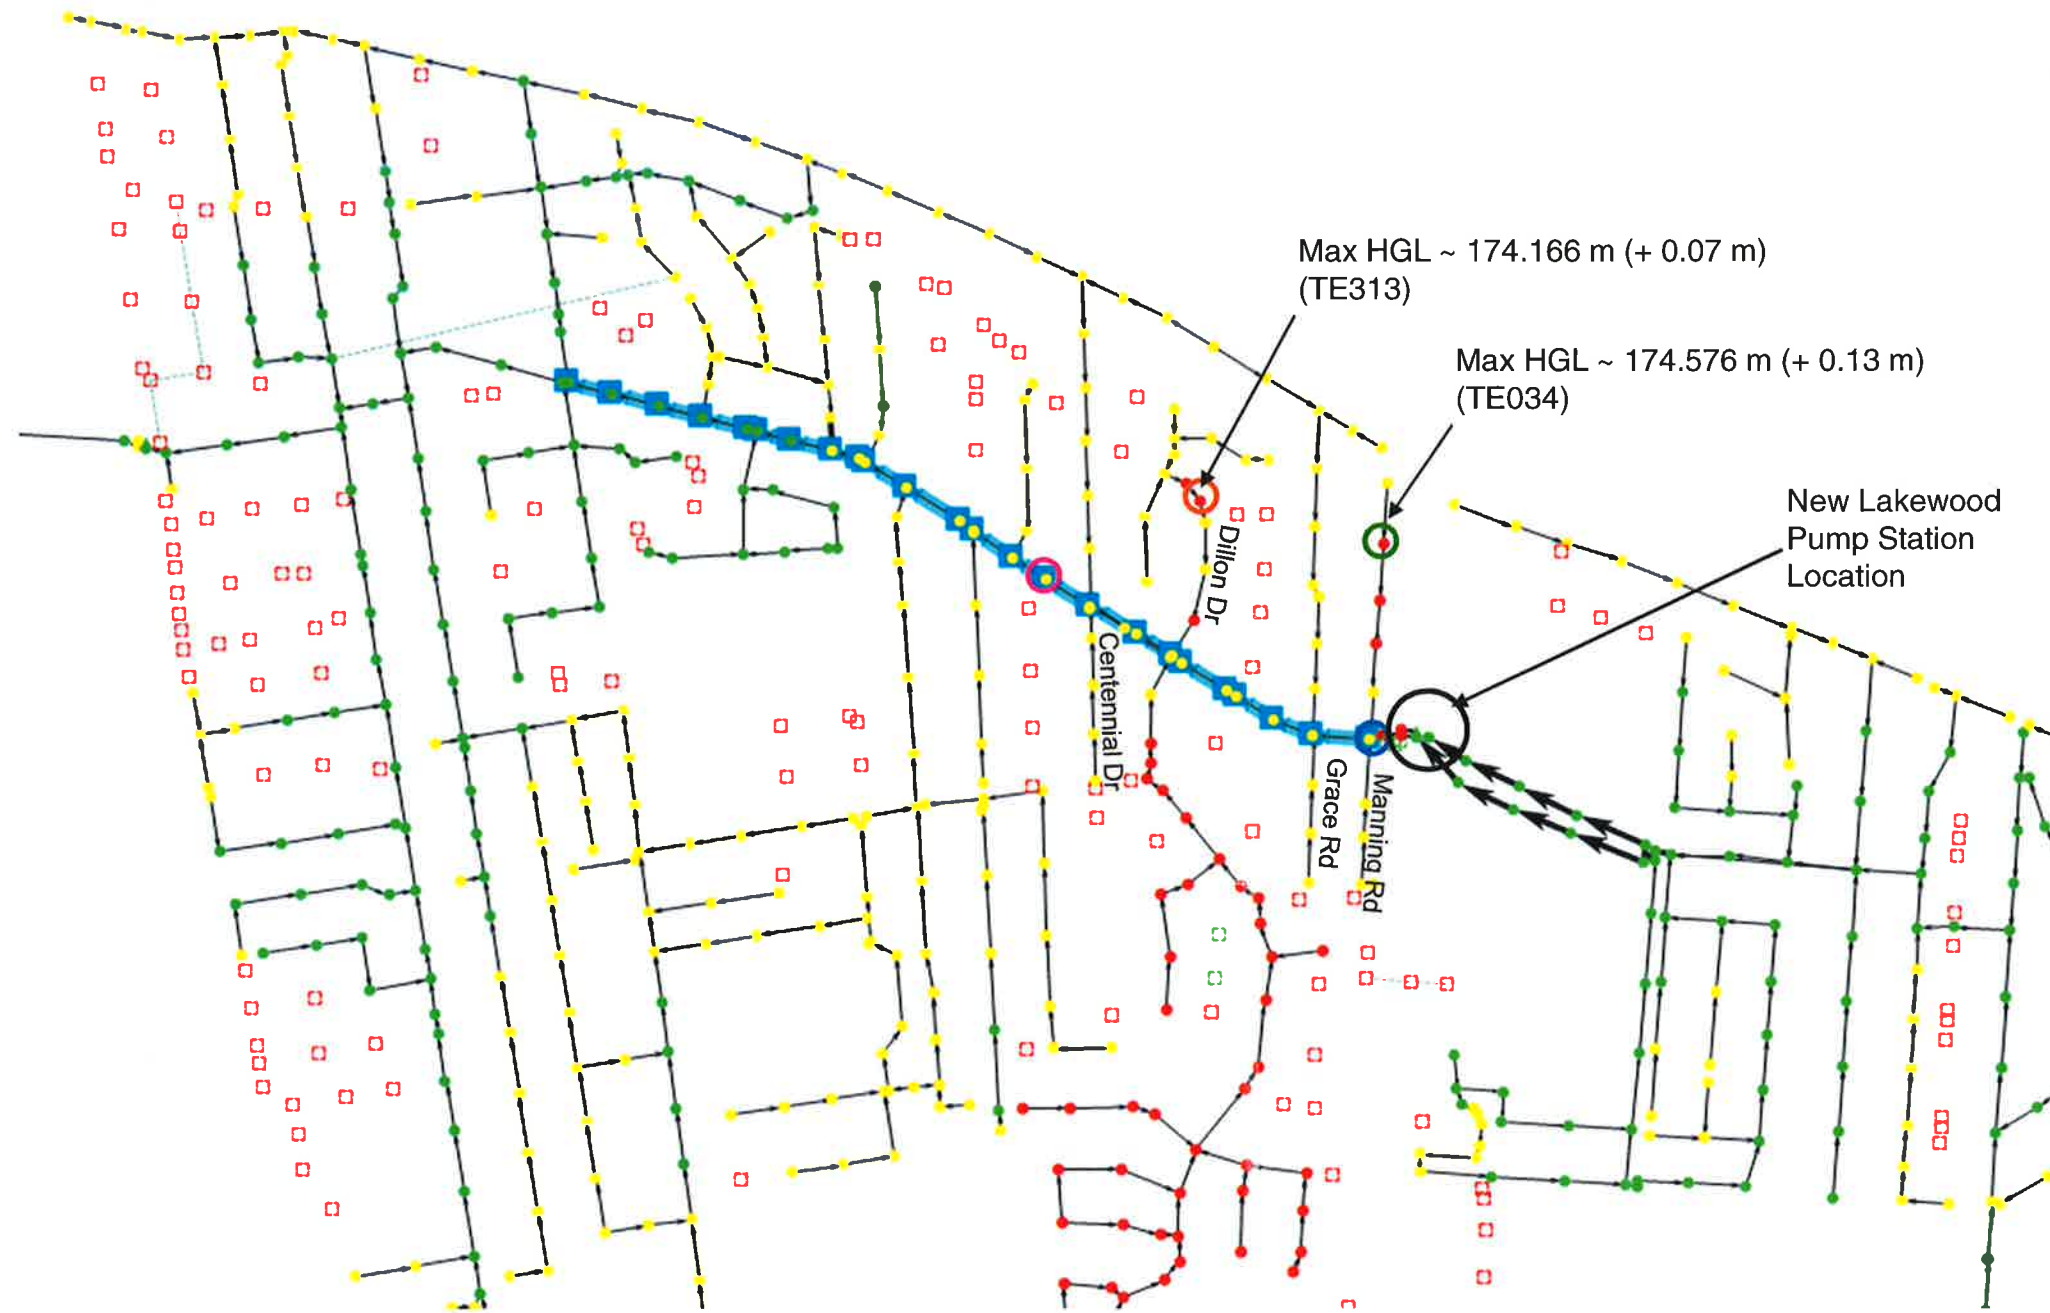 Max HGL ~ 174.166 m (+ 0.07 m)
(TE313)
Max HGL ~ 174.576 m (+ 0.13 m)
(TE034)
New Lakewood
Pump Station
Location
Dillon Dr
Centennial Dr
Grace Rd
Manning Rd